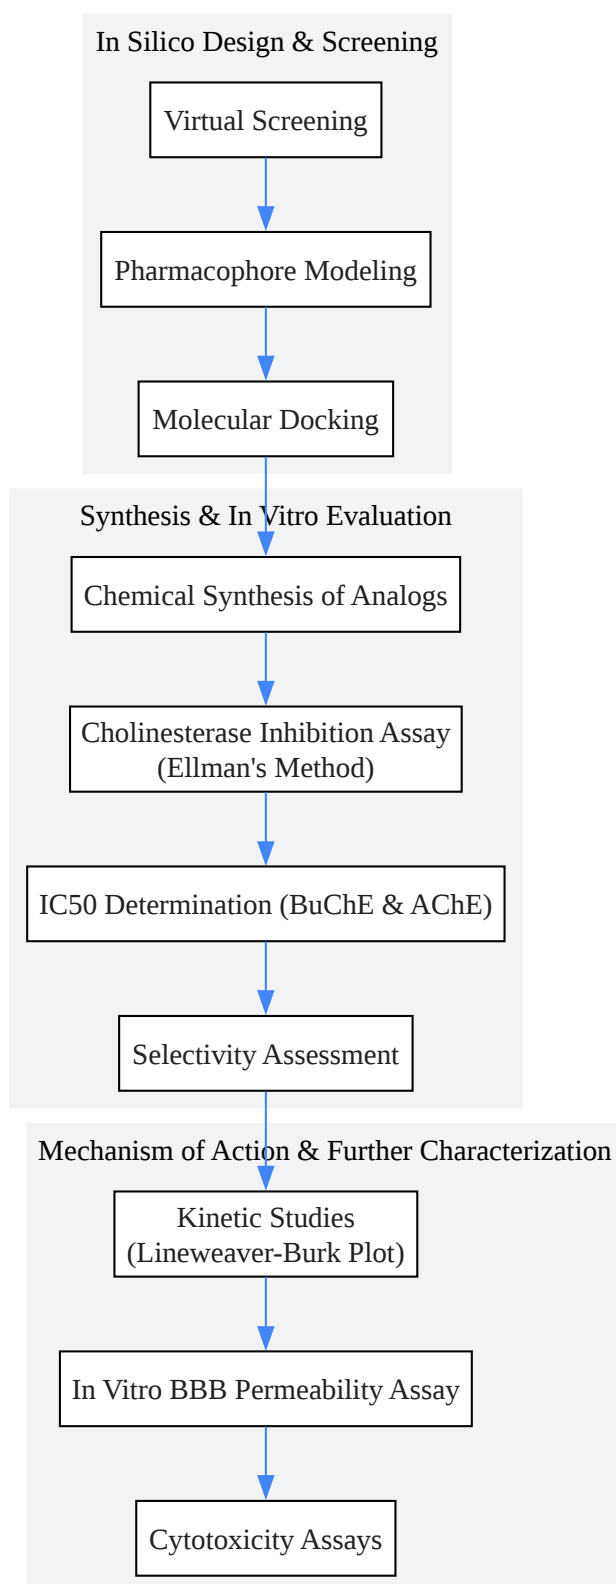 In Silico Design & Screening
Virtual Screening
Pharmacophore Modeling
Molecular Docking
Synthesis & In Vitro Evaluation
Chemical Synthesis of Analogs
Cholinesterase Inhibition Assay
(Ellman's Method)
IC50 Determination (BuChE & AChE)
Selectivity Assessment
Mechanism of Action & Further Characterization
Kinetic Studies
(Lineweaver-Burk Plot)
In Vitro BBB Permeability Assay
Cytotoxicity Assays